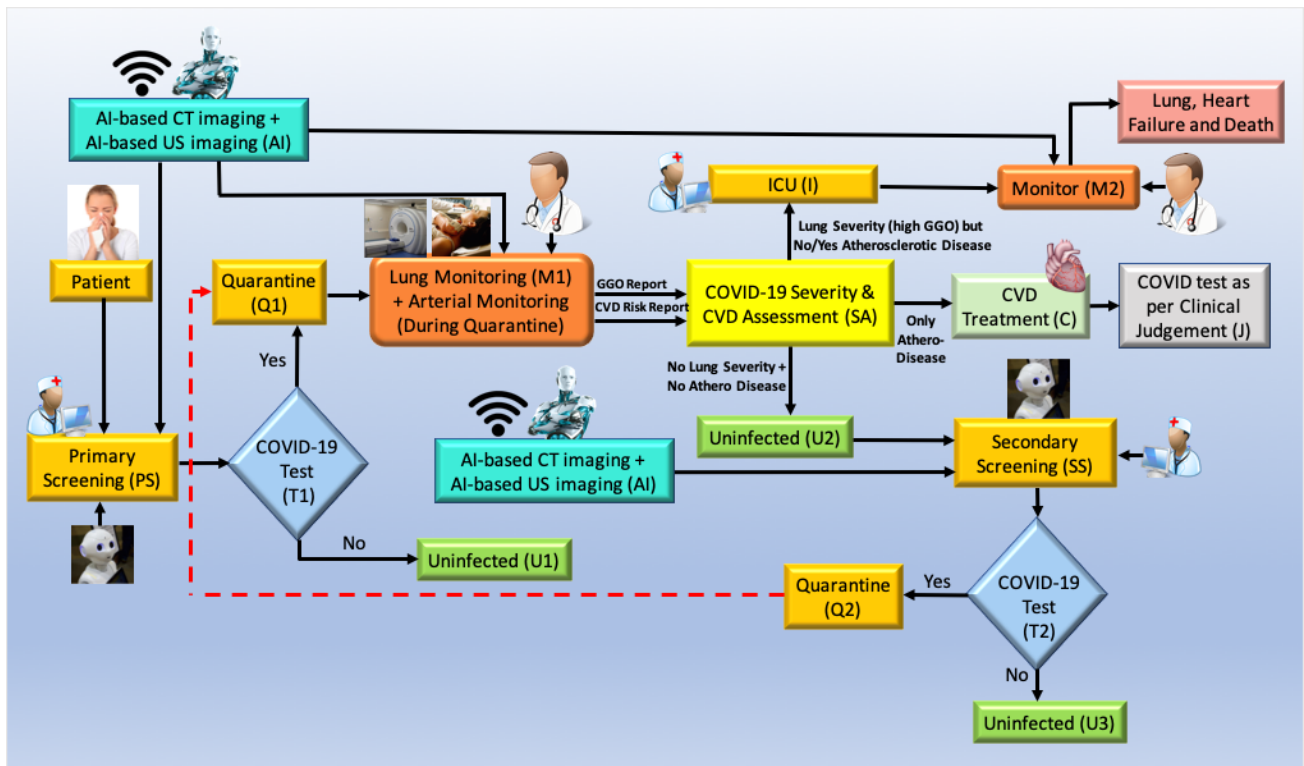 AI-based CT imaging +
AI-based US imaging (AI)
Lung, Heart
Failure and Death
ICU (I)
Monitor (M2)
Lung Severity (high GGO) but
No/Yes Atherosclerotic Disease
Patient
Quarantine
(Q1)
Lung Monitoring (M1)
+ Arterial Monitoring
(During Quarantine)
GGO Report
CVD Risk Report
COVID-19 Severity &
CVD Assessment (SA)
Only
Athero-
Disease
CVD
Treatment (C)
COVID test as
per Clinical
Judgement (J)
Yes
No Lung Severity +
No Athero Disease
Primary
Screening (PS)
COVID-19
Test
(T1)
No
Uninfected (U1)
AI-based CT imaging +
AI-based US imaging (AI)
Uninfected (U2)
Secondary
Screening (SS)
Quarantine
(Q2)
Yes
COVID-19
Test
(T2)
No
Uninfected (U3)